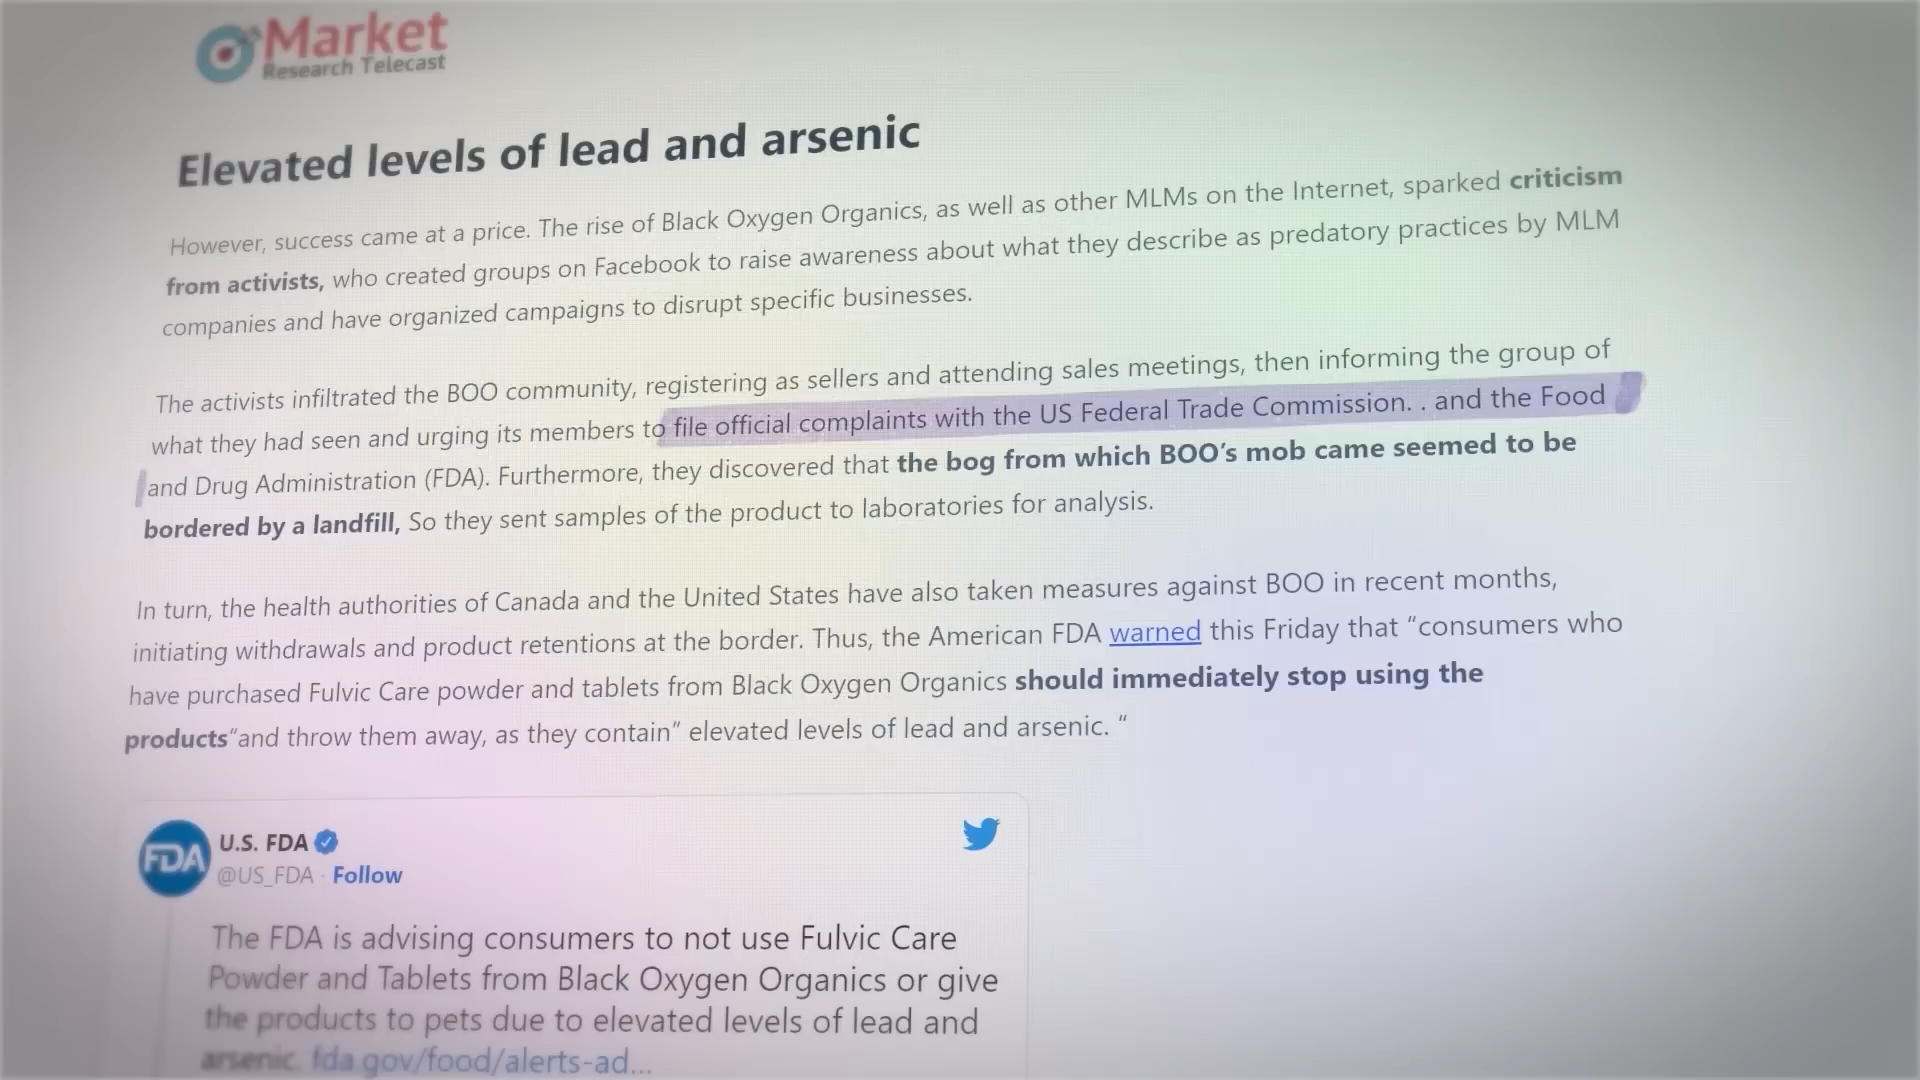 Market
Research Telecast
Elevated levels of lead and arsenic
However, success came at a price. The rise of Black Oxygen Organics, as well as other MLMs on the Internet, sparked criticism
from activists, who created groups on Facebook to raise awareness about what they describe as predatory practices by MLM
companies and have organized campaigns to disrupt specific businesses.
The activists infiltrated the BOO community, registering as sellers and attending sales meetings, then informing the group of
what they had seen and urging its members to file official complaints with the US Federal Trade Commission. . and the Food
and Drug Administration (FDA). Furthermore, they discovered that the bog from which BOO's mob came seemed to be
bordered by a landfill, So they sent samples of the product to laboratories for analysis.
In turn, the health authorities of Canada and the United States have also taken measures against BOO in recent months,
initiating withdrawals and product retentions at the border. Thus, the American FDA warned this Friday that “consumers who
have purchased Fulvic Care powder and tablets from Black Oxygen Organics should immediately stop using the
products“and throw them away, as they contain” elevated levels of lead and arsenic. “
FDA
U.S. FDA
@US_FDA · Follow
The FDA is advising consumers to not use Fulvic Care
Powder and Tablets from Black Oxygen Organics or give
the products to pets due to elevated levels of lead and
arsenic. fda.gov/food/alerts-ad...